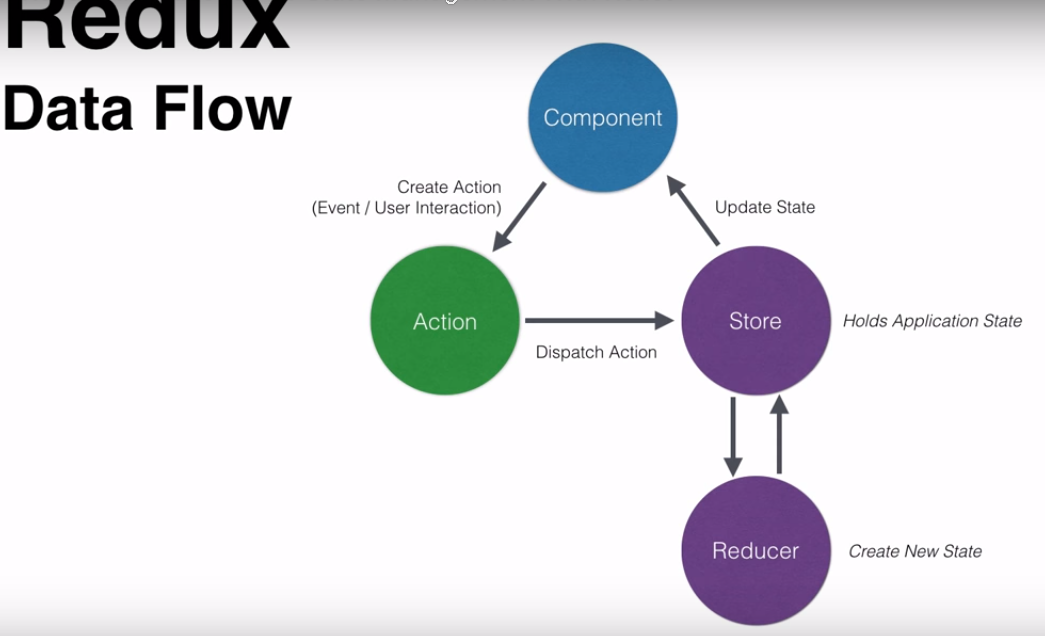 Redux
Data Flow
Component
Create Action
(Event / User Interaction)
Update State
Action
Dispatch Action
Store
Holds Application State
Reducer
Create New State